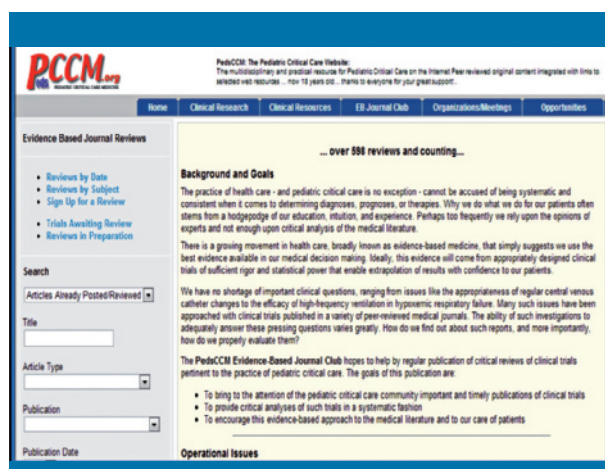 PCCM.org
Peds
PEDIATRIC CRITICAL CARE MEDICINE
PedsCCM: The Pediatric Critical Care Website:
The multidisciplinary and practical resource for Pediatric Critical Care on the Internet Peer reviewed original content integrated with links to
selected web resources ... now 18 years old... thanks to everyone for your great support!.
Home Clinical Research Clinical Resources EB Journal Club Organizations/Meetings Opportunities
Evidence Based Journal Reviews
• Reviews by Date
• Reviews by Subject
• Sign Up for a Review
• Trials Awaiting Review
• Reviews in Preparation
Search
Articles Already Posted/Reviewed
Title
Article Type
Publication
Publication Date
... over 598 reviews and counting...
Background and Goals
The practice of health care - and pediatric critical care is no exception - cannot be accused of being systematic and
consistent when it comes to determining diagnoses, prognoses, or therapies. Why we do what we do for our patients often
stems from a hodgepodge of our education, intuition, and experience. Perhaps too frequently we rely upon the opinions of
experts and not enough upon critical analysis of the medical literature.
There is a growing movement in health care, broadly known as evidence-based medicine, that simply suggests we use the
best evidence available in our medical decision making. Ideally, this evidence will come from appropriately designed clinical
trials of sufficient rigor and statistical power that enable extrapolation of results with confidence to our patients.
We have no shortage of important clinical questions, ranging from issues like the appropriateness of regular central venous
catheter changes to the efficacy of high-frequency ventilation in hypoxemic respiratory failure. Many such issues have been
approached with clinical trials published in a variety of peer-reviewed medical journals. The ability of such investigations to
adequately answer these pressing questions varies greatly. How do we find out about such reports, and more importantly,
how do we properly evaluate them?
The PedsCCM Evidence-Based Journal Club hopes to help by regular publication of critical reviews of clinical trials
pertinent to the practice of pediatric critical care. The goals of this publication are:
• To bring to the attention of the pediatric critical care community important and timely publications of clinical trials
• To provide critical analyses of such trials in a systematic fashion
• To encourage this evidence-based approach to the medical literature and to our care of patients
Operational Issues